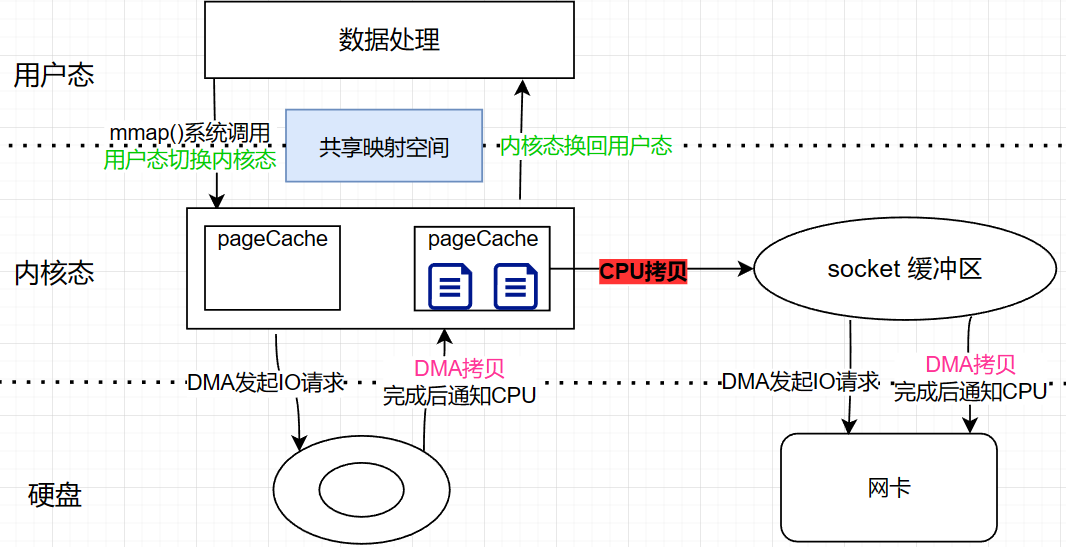 数据处理
用户态
mmap()系统调用
用户态切换内核态
共享映射空间
内核态换回用户态
内核态
pageCache
pageCache
CPU拷贝
socket 缓冲区
DMA发起IO请求
DMA拷贝
完成后通知CPU
DMA发起IO请求
DMA拷贝
完成后通知CPU
硬盘
网卡